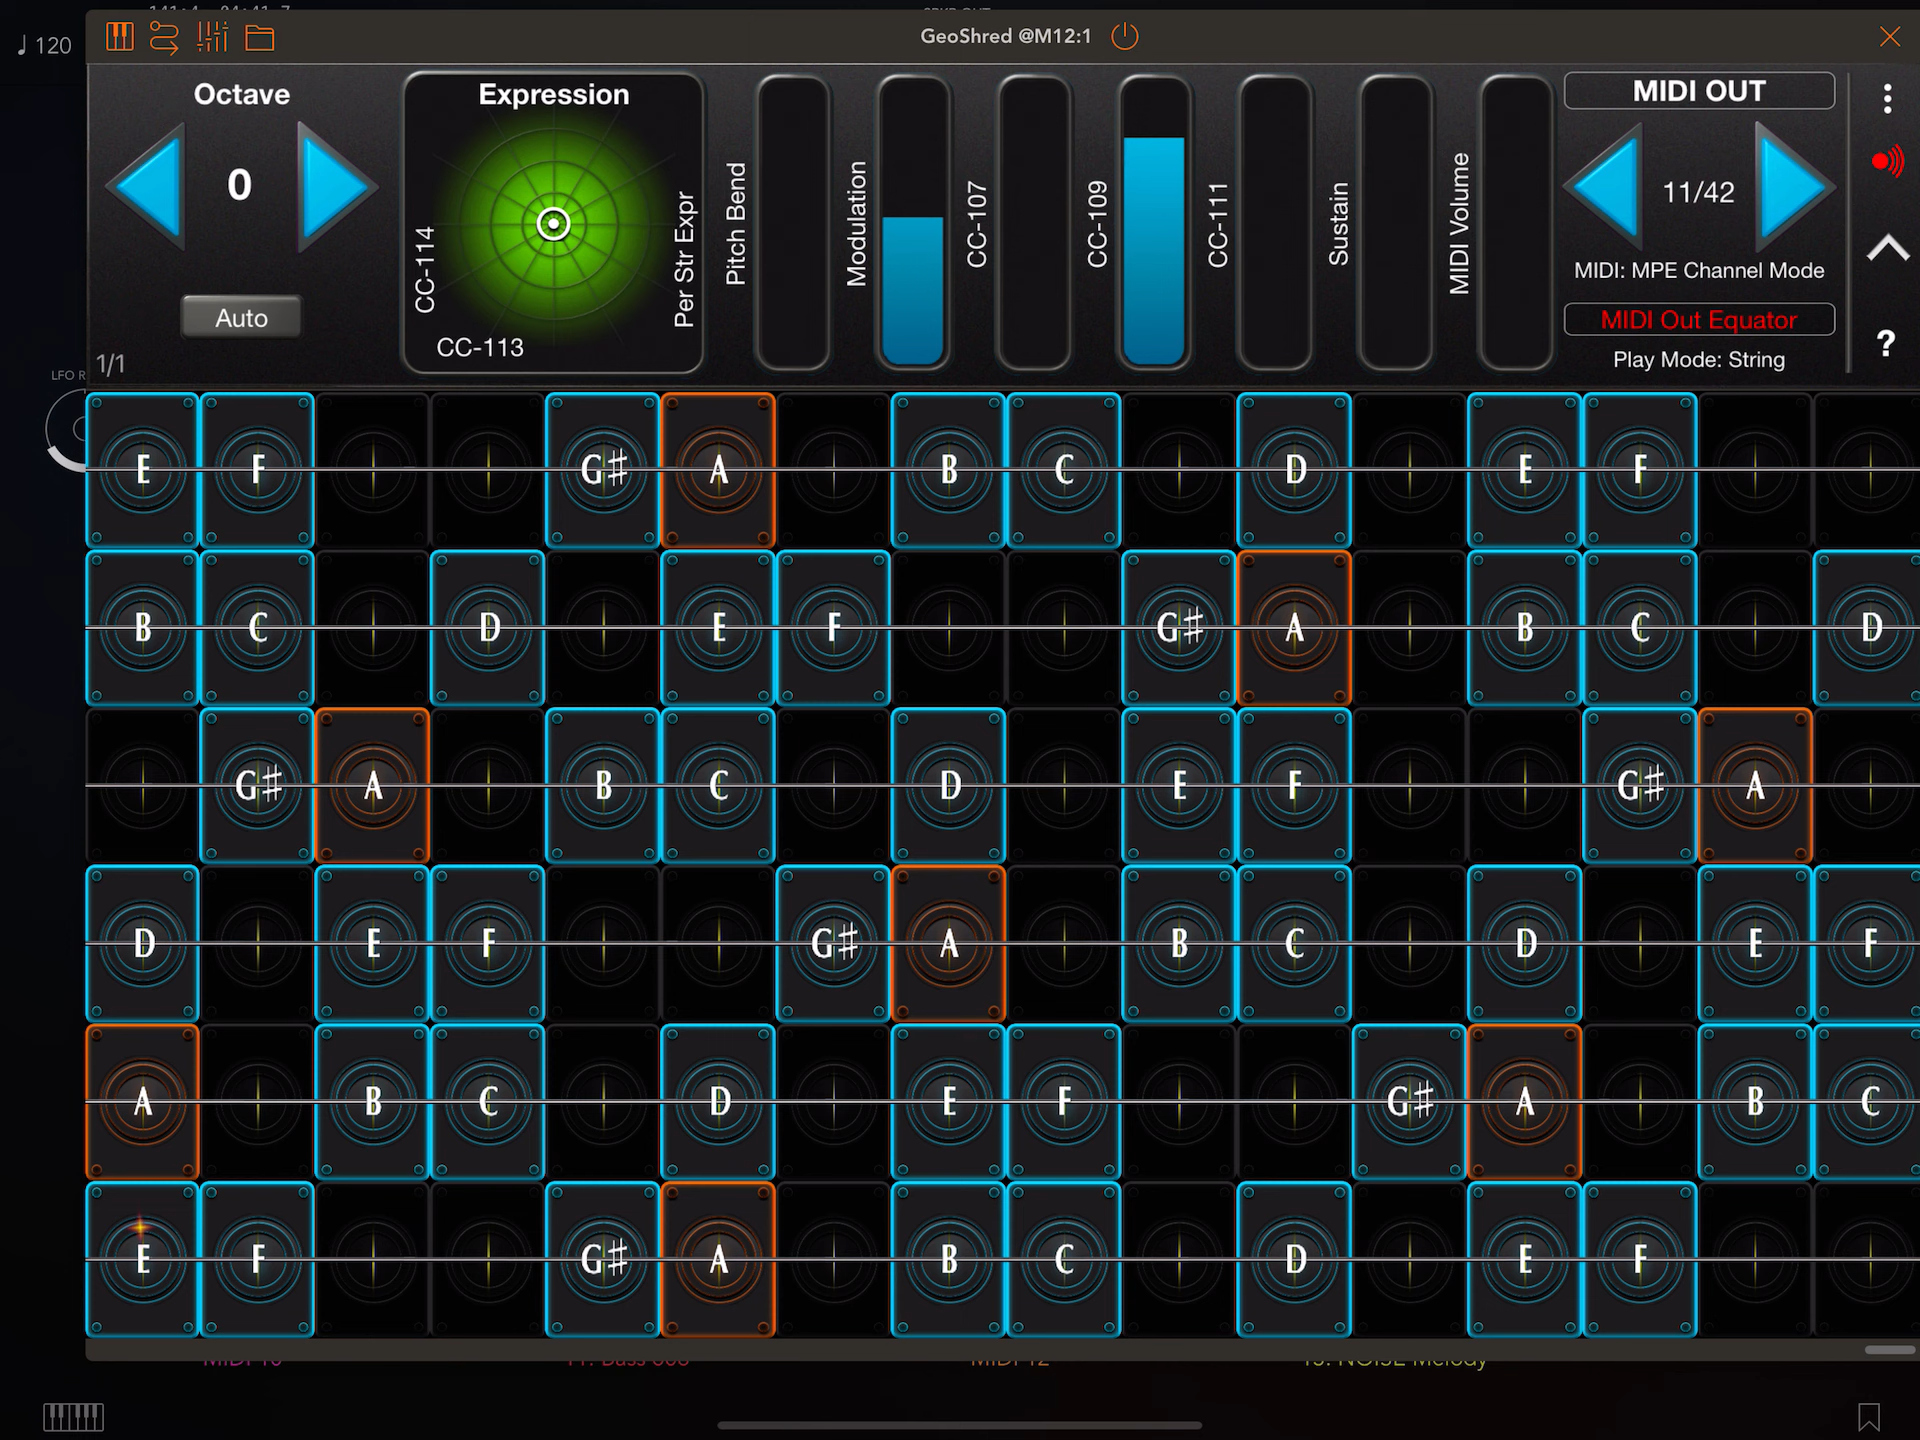 ♩ 120
GeoShred @M12:1
Octave
0
Auto
1/1
Expression
CC-114
CC-113
Per Str Expr
Pitch Bend
Modulation
CC-107
CC-109
CC-111
Sustain
MIDI Volume
MIDI OUT
11/42
MIDI: MPE Channel Mode
MIDI Out Equator
Play Mode: String
?
LFO R
E F G♯ A B C D E F
B C D E F G♯ A B C D
G♯ A B C D E F G♯ A
D E F G♯ A B C D E F
A B C D E F G♯ A B C
E F G♯ A B C D E F